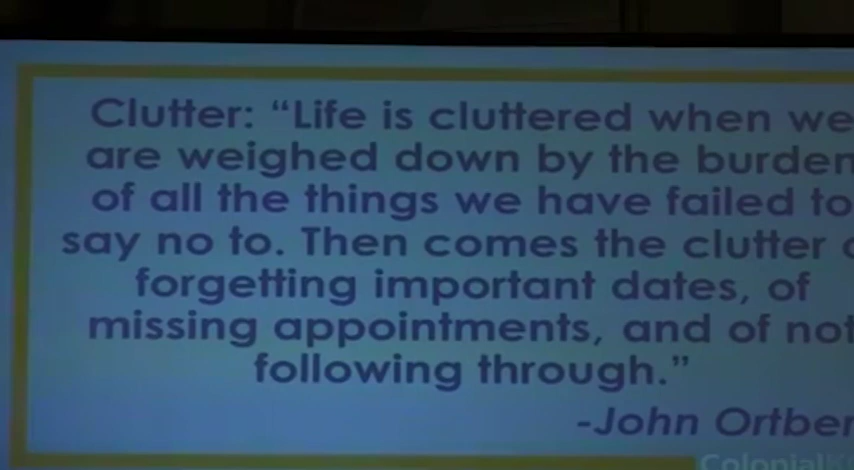 Clutter: “Life is cluttered when we
are weighed down by the burden
of all the things we have failed to
say no to. Then comes the clutter
forgetting important dates, of
missing appointments, and of not
following through.”
-John Ortber